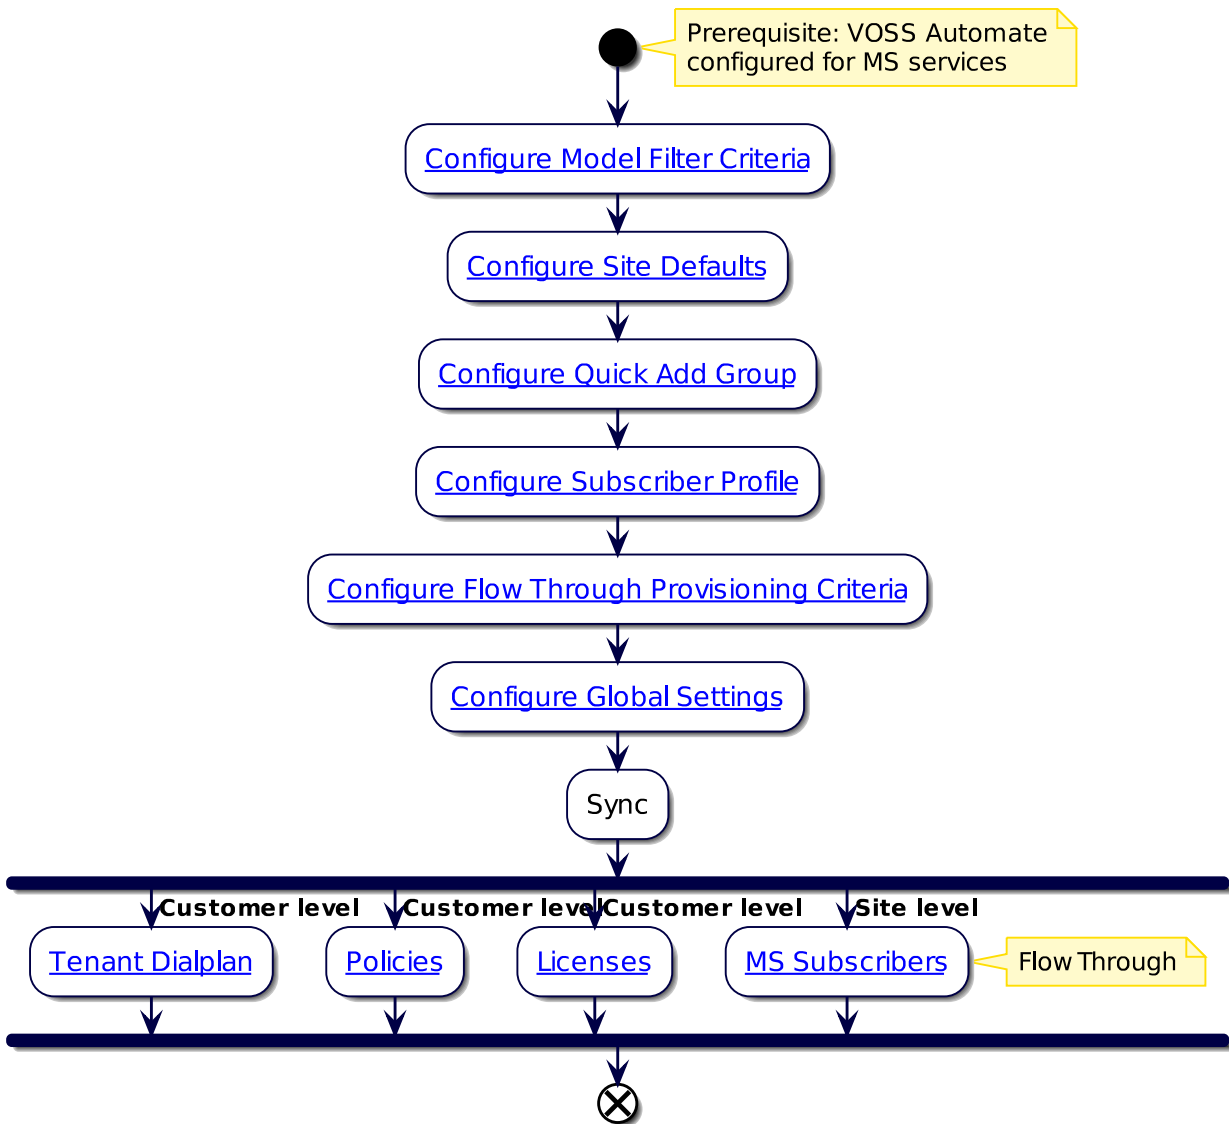 Prerequisite: VOSS Automate
configured for MS services
Configure Model Filter Criteria
Configure Site Defaults
Configure Quick Add Group
Configure Subscriber Profile
Configure Flow Through Provisioning Criteria
Configure Global Settings
Sync
Customer level
Customer level
Customer level
Site level
Tenant Dialplan
Policies
Licenses
MS Subscribers
Flow Through